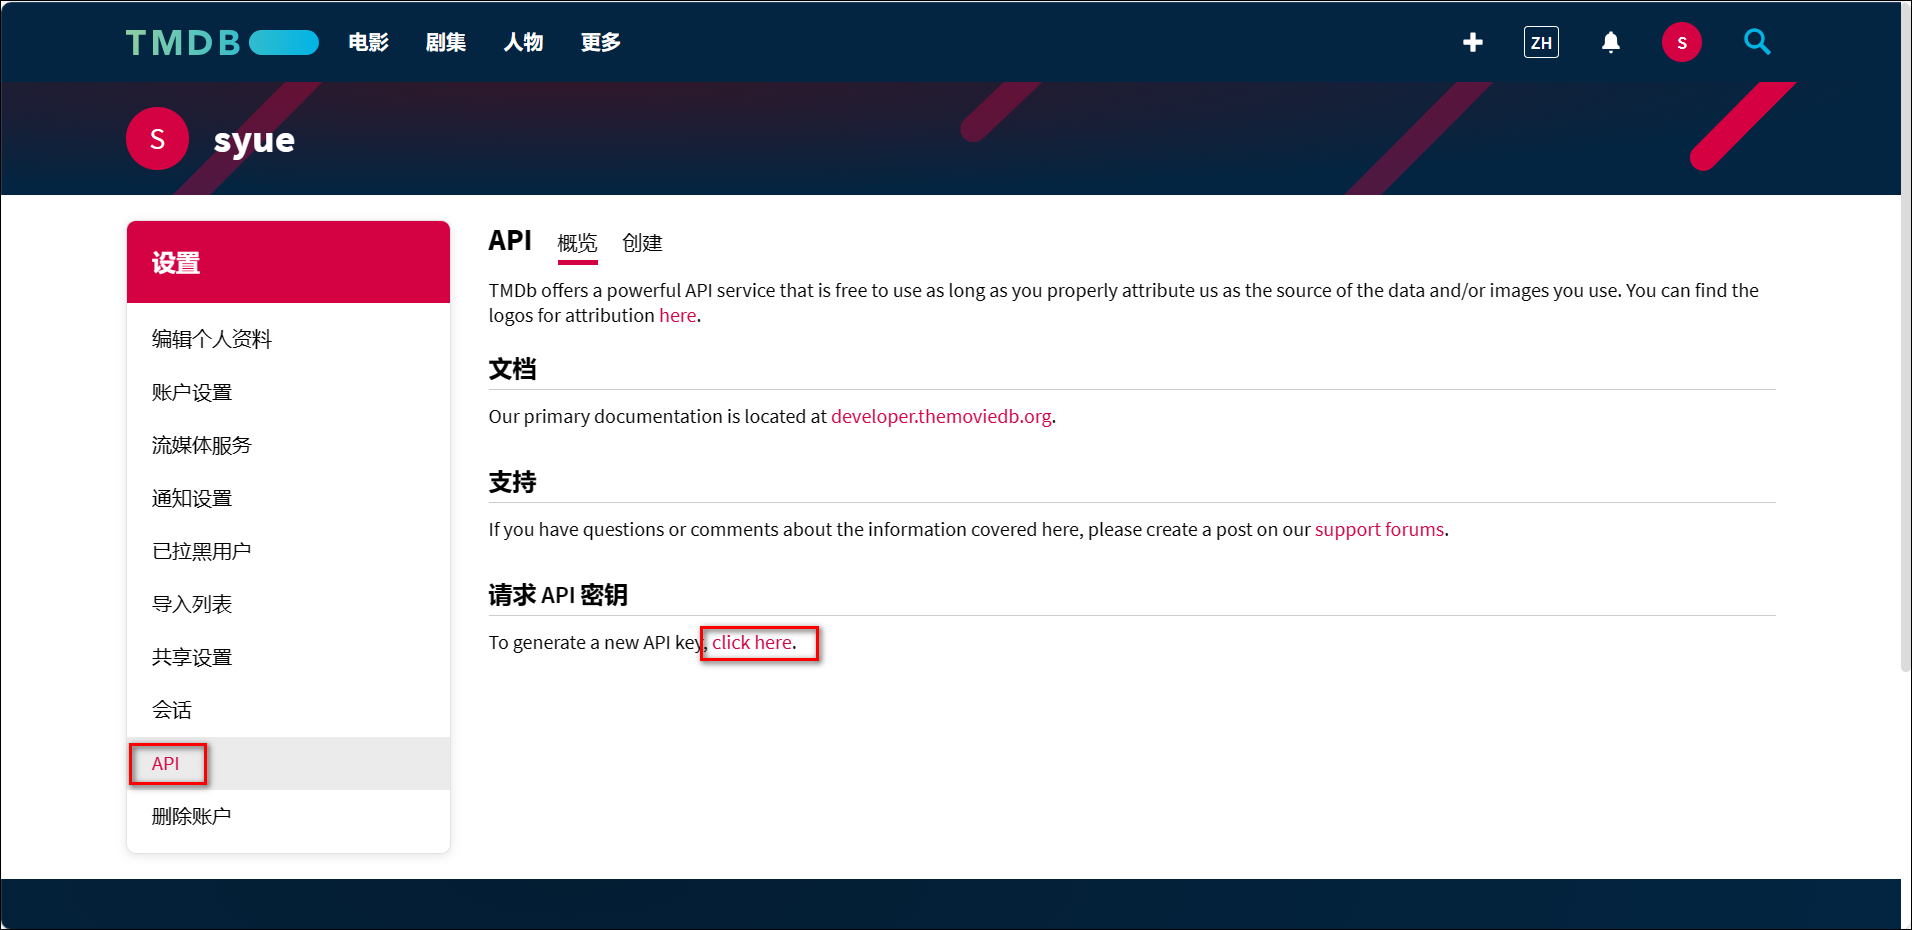 TMDB 电影 剧集 人物 更多 ZH S
S syue
设置
编辑个人资料
账户设置
流媒体服务
通知设置
已拉黑用户
导入列表
共享设置
会话
API
删除账户
API 概览 创建
TMDb offers a powerful API service that is free to use as long as you properly attribute us as the source of the data and/or images you use. You can find the
logos for attribution here.
文档
Our primary documentation is located at developer.themoviedb.org.
支持
If you have questions or comments about the information covered here, please create a post on our support forums.
请求 API 密钥
To generate a new API key, click here.